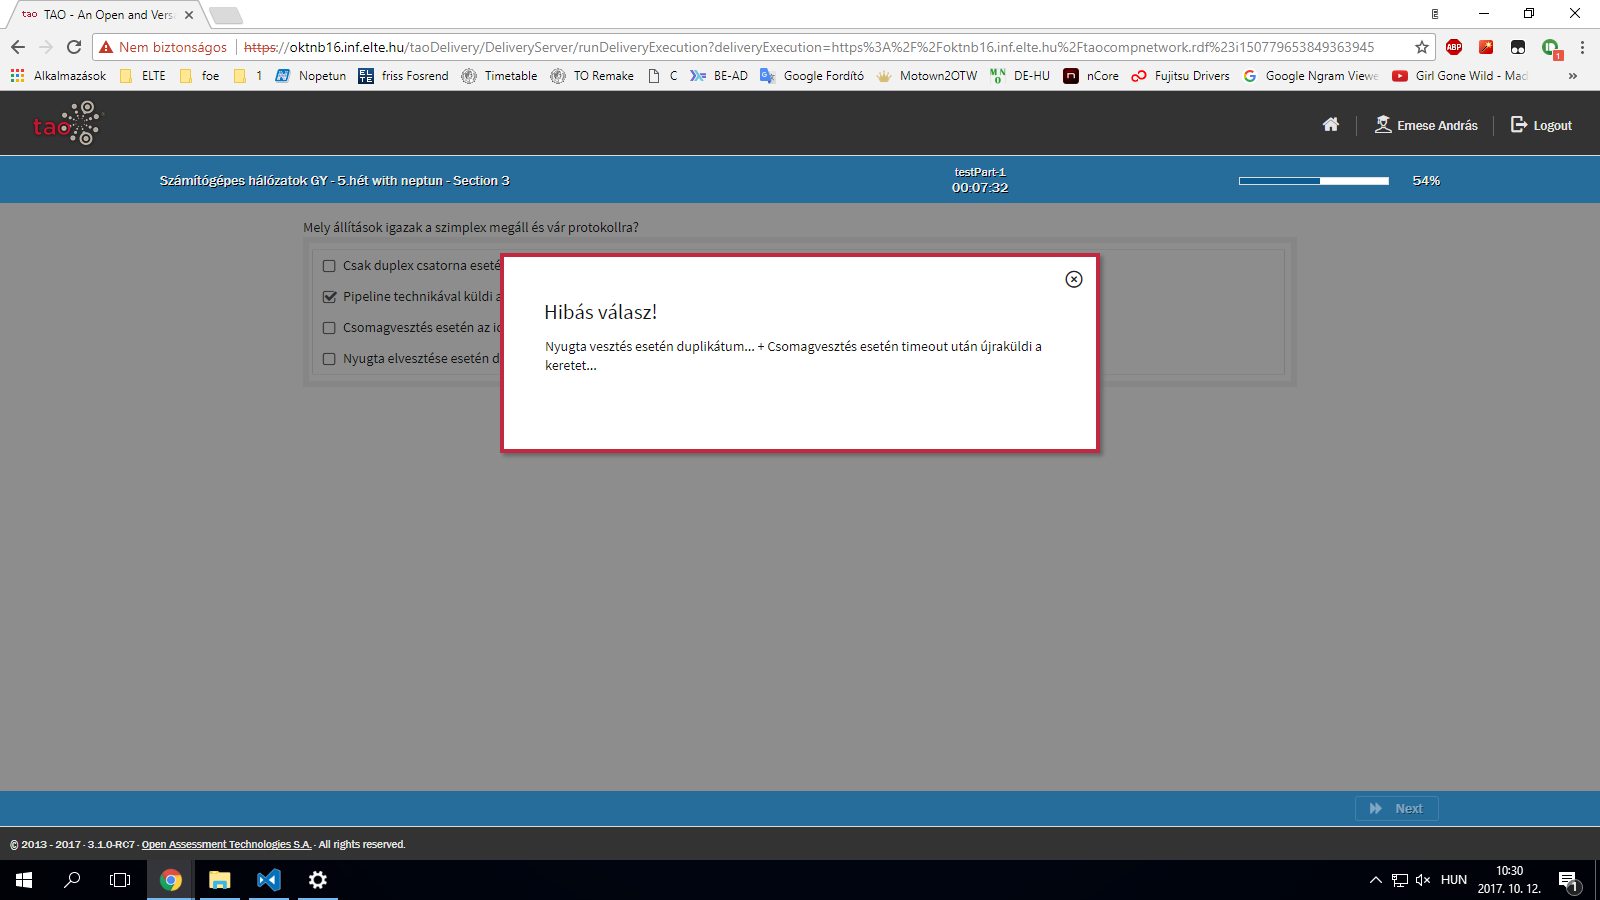 tao TAO - An Open and Versa
Nem biztonságos https://oktnb16.inf.elte.hu/taoDelivery/DeliveryServer/runDeliveryExecution?deliveryExecution=https%3A%2F%2Foktnb16.inf.elte.hu%2Ftaocompnetwork.rdf%23i150779653849363945 ABP 1
Alkalmazások ELTE foe 1 Nopetun EL friss Fosrend Timetable TO Remake C BE-AD Google Fordító Motown2OTW MNO DE-HU nCore Fujitsu Drivers Google Ngram Viewe Girl Gone Wild - Mad »
tao Emese András Logout
Számítógépes hálózatok GY - 5.hét with neptun - Section 3
testPart-1
00:07:32
54%
Mely állítások igazak a szimplex megáll és vár protokollra?
Csak duplex csatorna eseté
Pipeline technikával küldi a
Csomagvesztés esetén az id
Nyugta elvesztése esetén d
Hibás válasz!
Nyugta vesztés esetén duplikátum... + Csomagvesztés esetén timeout után újraküldi a
keretet...
Next
© 2013 - 2017 · 3.1.0-RC7 · Open Assessment Technologies S.A. · All rights reserved.
HUN
10:30
2017. 10. 12.
1